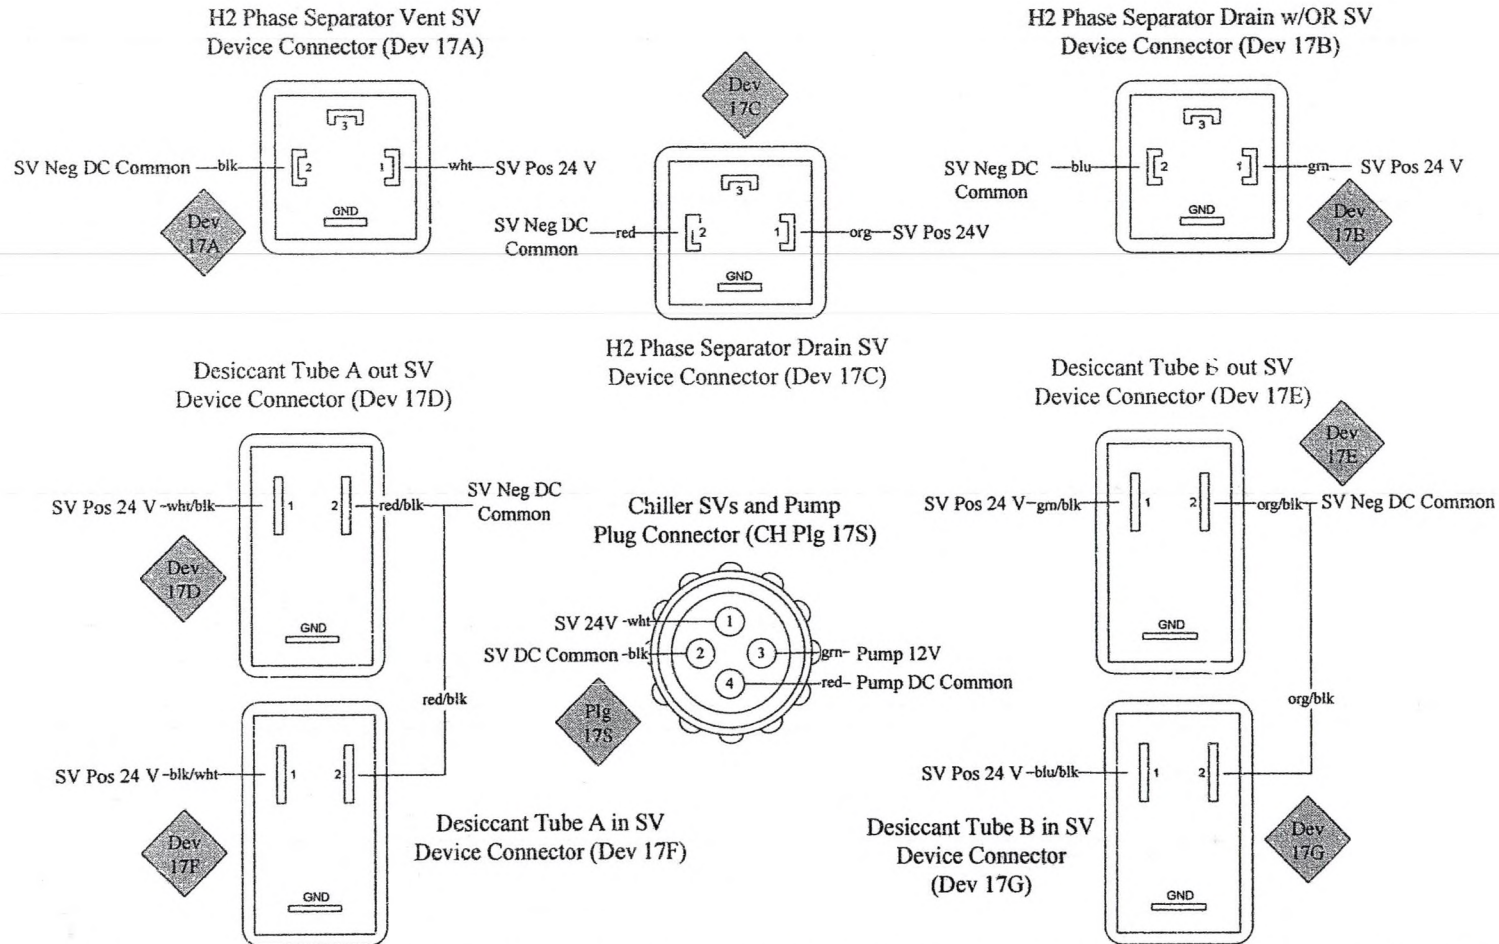 H2 Phase Separator Vent SV
Device Connector (Dev 17A)
3
2
1
GND
SV Neg DC Common
blk
wht
SV Pos 24 V
Dev
17A
Dev
17C
3
2
1
GND
SV Neg DC
Common
red
org
SV Pos 24V
H2 Phase Separator Drain SV
Device Connector (Dev 17C)
H2 Phase Separator Drain w/OR SV
Device Connector (Dev 17B)
3
2
1
GND
SV Neg DC
Common
blu
grn
SV Pos 24 V
Dev
17B
Desiccant Tube A out SV
Device Connector (Dev 17D)
SV Pos 24 V
wht/blk
1
2
red/blk
SV Neg DC
Common
GND
Dev
17D
red/blk
SV Pos 24 V
blk/wht
1
2
GND
Dev
17F
Desiccant Tube A in SV
Device Connector (Dev 17F)
Chiller SVs and Pump
Plug Connector (CH Plg 17S)
SV 24V
wht
1
SV DC Common
blk
2
3
grn
Pump 12V
4
red
Pump DC Common
Plg
17S
Desiccant Tube B out SV
Device Connector (Dev 17E)
Dev
17E
SV Pos 24 V
grn/blk
1
2
org/blk
SV Neg DC Common
GND
org/blk
SV Pos 24 V
blu/blk
1
2
GND
Desiccant Tube B in SV
Device Connector
(Dev 17G)
Dev
17G